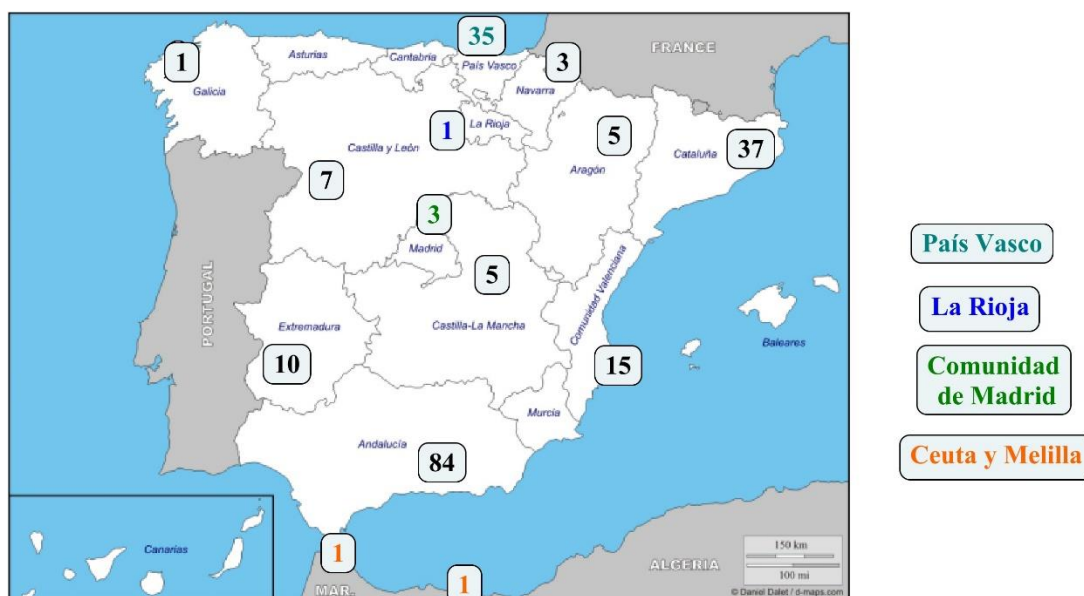 35
FRANCE
1
Asturias
Cantabria
País Vasco
3
Galicia
Navarra
1
La Rioja
5
Castilla y León
Cataluña
37
Aragón
7
3
País Vasco
Madrid
5
PORTUGAL
Comunidad Valenciana
La Rioja
Extremadura
Castilla-La Mancha
Baleares
10
15
Comunidad
de Madrid
Murcia
Andalucía
84
Ceuta y Melilla
Canarias
1
150 km
100 mi
ALGERIA
MAR.
1
© Daniel Dalet / d-maps.com